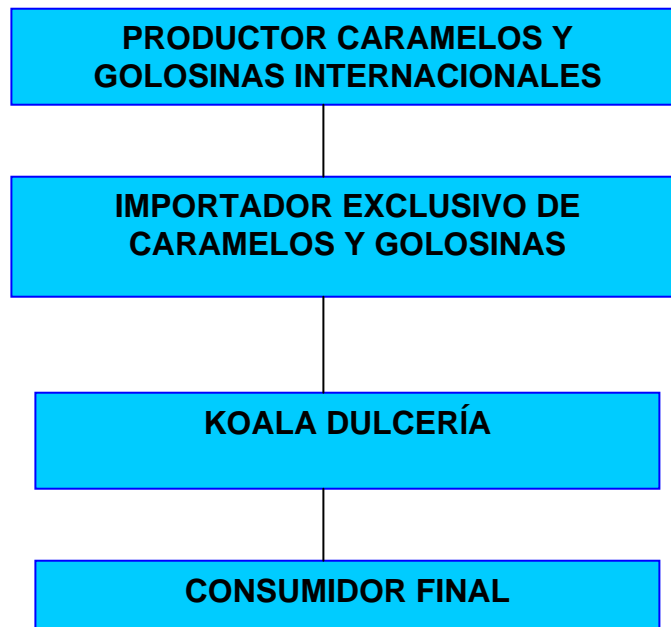 PRODUCTOR CARAMELOS Y
GOLOSINAS INTERNACIONALES
IMPORTADOR EXCLUSIVO DE
CARAMELOS Y GOLOSINAS
KOALA DULCERÍA
CONSUMIDOR FINAL